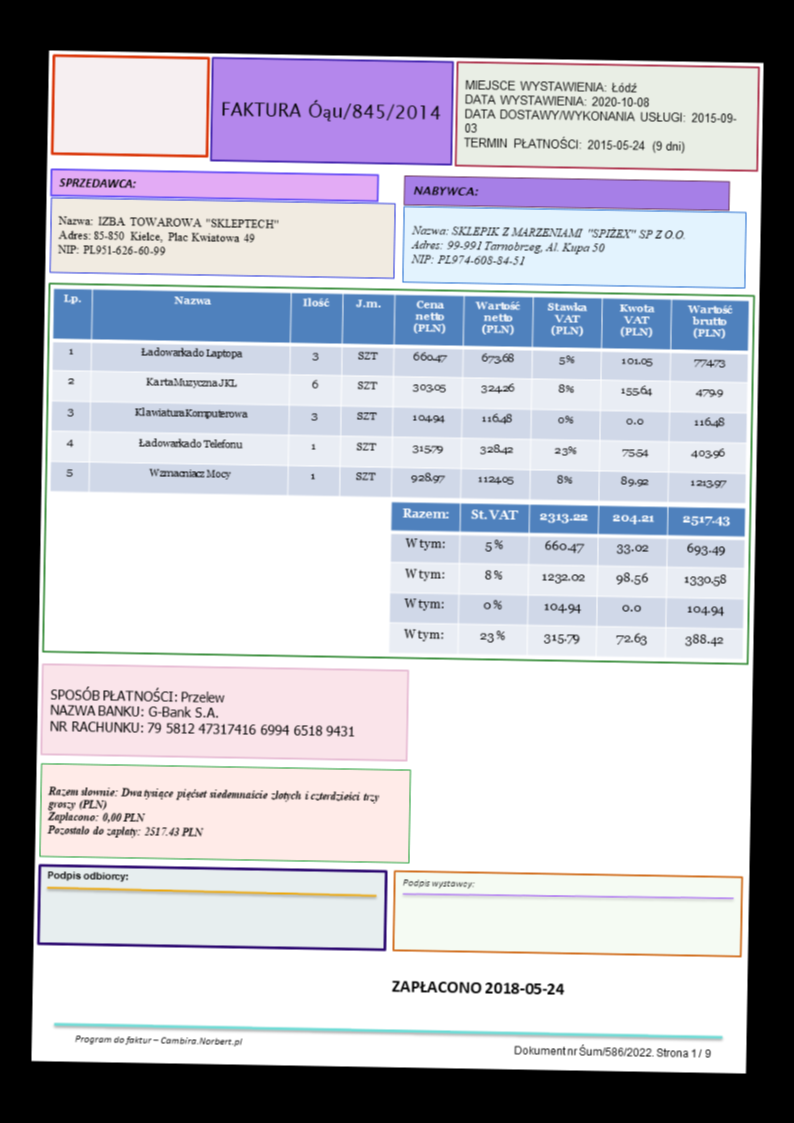 FAKTURA Óąu/845/2014
MIEJSCE WYSTAWIENIA: Łódź
DATA WYSTAWIENIA: 2020-10-08
DATA DOSTAWY/WYKONANIA USŁUGI: 2015-09-
03
TERMIN PŁATNOŚCI: 2015-05-24 (9 dni)
SPRZEDAWCA:
Nazwa: IZBA TOWAROWA "SKLEPTECH"
Adres: 85-850 Kielce, Plac Kwiatowa 49
NIP: PL951-626-60-99
NABYWCA:
Nazwa: SKLEPIK Z MARZENIAMI "SPIŻEX" SP Z O.O.
Adres: 99-991 Tarnobrzeg, Al. Kupa 50
NIP: PL974-608-84-51
Lp. Nazwa Ilość J.m. Cena netto (PLN) Wartość netto (PLN) Stawka VAT (PLN) Kwota VAT (PLN) Wartość brutto (PLN)
1 Ładowarka do Laptopa 3 SZT 660.47 673.68 5% 101.05 774.73
2 Karta Muzyczna JKL 6 SZT 303.05 324.26 8% 155.64 479.9
3 Klawiatura Komputerowa 3 SZT 104.94 116.48 0% 0.0 116.48
4 Ładowarka do Telefonu 1 SZT 315.79 328.42 23% 75.54 403.96
5 Wzmacniacz Mocy 1 SZT 928.97 1124.05 8% 89.92 1213.97
Razem: St. VAT 2313.22 204.21 2517.43
W tym: 5% 660.47 33.02 693.49
W tym: 8% 1232.02 98.56 1330.58
W tym: 0% 104.94 0.0 104.94
W tym: 23% 315.79 72.63 388.42
SPOSÓB PŁATNOŚCI: Przelew
NAZWA BANKU: G-Bank S.A.
NR RACHUNKU: 79 5812 47317416 6994 6518 9431
Razem słownie: Dwa tysiące pięćset siedemnaście złotych i czterdzieści trzy
groszy (PLN)
Zapłacono: 0,00 PLN
Pozostało do zapłaty: 2517.43 PLN
Podpis odbiorcy:
Podpis wystawcy:
ZAPŁACONO 2018-05-24
Program do faktur – Cambira.Norbert.pl
Dokument nr Śum/586/2022. Strona 1 / 9